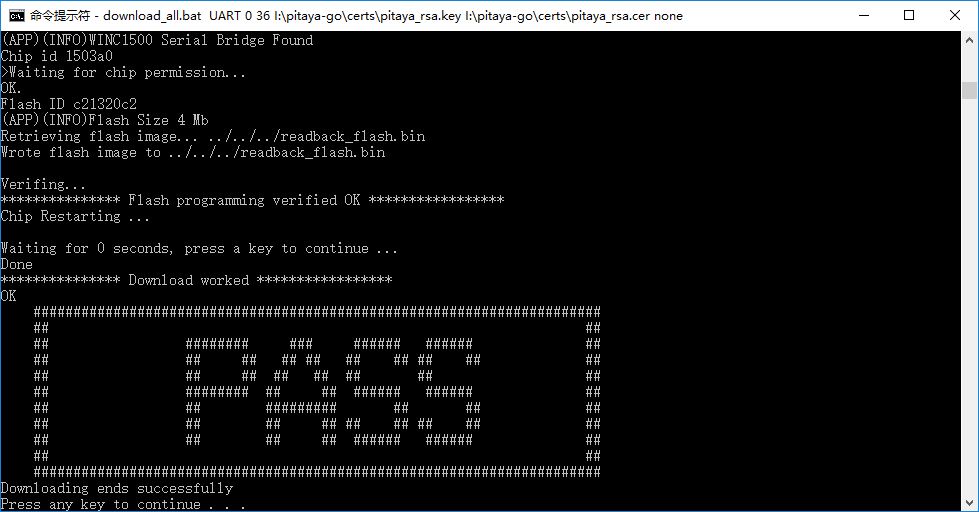 命令提示符 - download_all.bat  UART 0 36 I:\pitaya-go\certs\pitaya_rsa.key I:\pitaya-go\certs\pitaya_rsa.cer none
(APP)(INFO)WINC1500 Serial Bridge Found
Chip id 1503a0
>Waiting for chip permission...
OK.
Flash ID c21320c2
(APP)(INFO)Flash Size 4 Mb
Retrieving flash image... ../../../readback_flash.bin
Wrote flash image to ../../../readback_flash.bin
Verifing...
*************** Flash programming verified OK *****************
Chip Restarting ...
Waiting for 0 seconds, press a key to continue ...
Done
*************** Download worked *****************
OK
PASS
Downloading ends successfully
Press any key to continue . . .